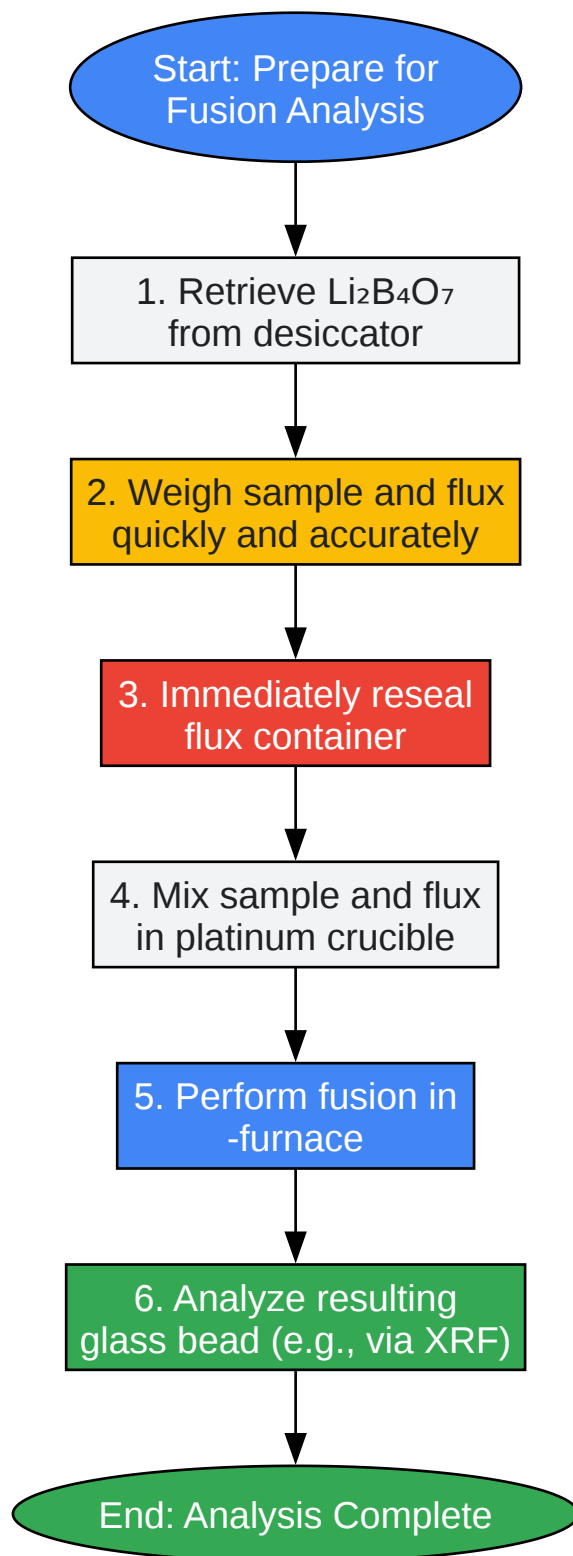 Start: Prepare for
Fusion Analysis
1. Retrieve Li₂B₄O₇
from desiccator
2. Weigh sample and flux
quickly and accurately
3. Immediately reseal
flux container
4. Mix sample and flux
in platinum crucible
5. Perform fusion in
-furnace
6. Analyze resulting
glass bead (e.g., via XRF)
End: Analysis Complete